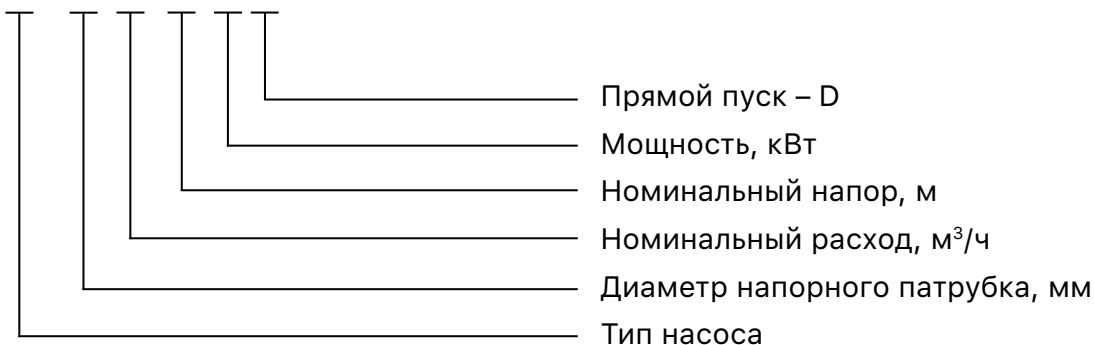 Прямой пуск – D
Мощность, кВт
Номинальный напор, м
Номинальный расход, м³/ч
Диаметр напорного патрубка, мм
Тип насоса